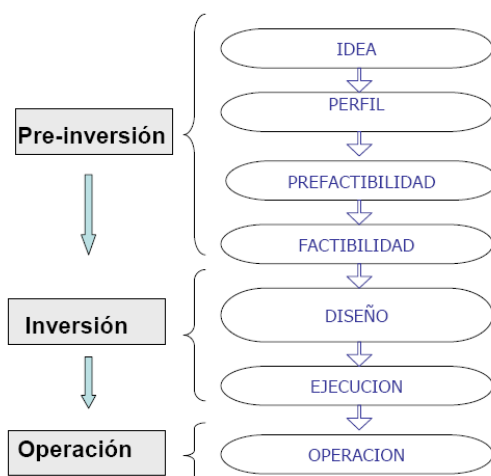 IDEA
PERFIL
Pre-inversión
PREFACTIBILIDAD
FACTIBILIDAD
Inversión
DISEÑO
EJECUCION
Operación
OPERACION